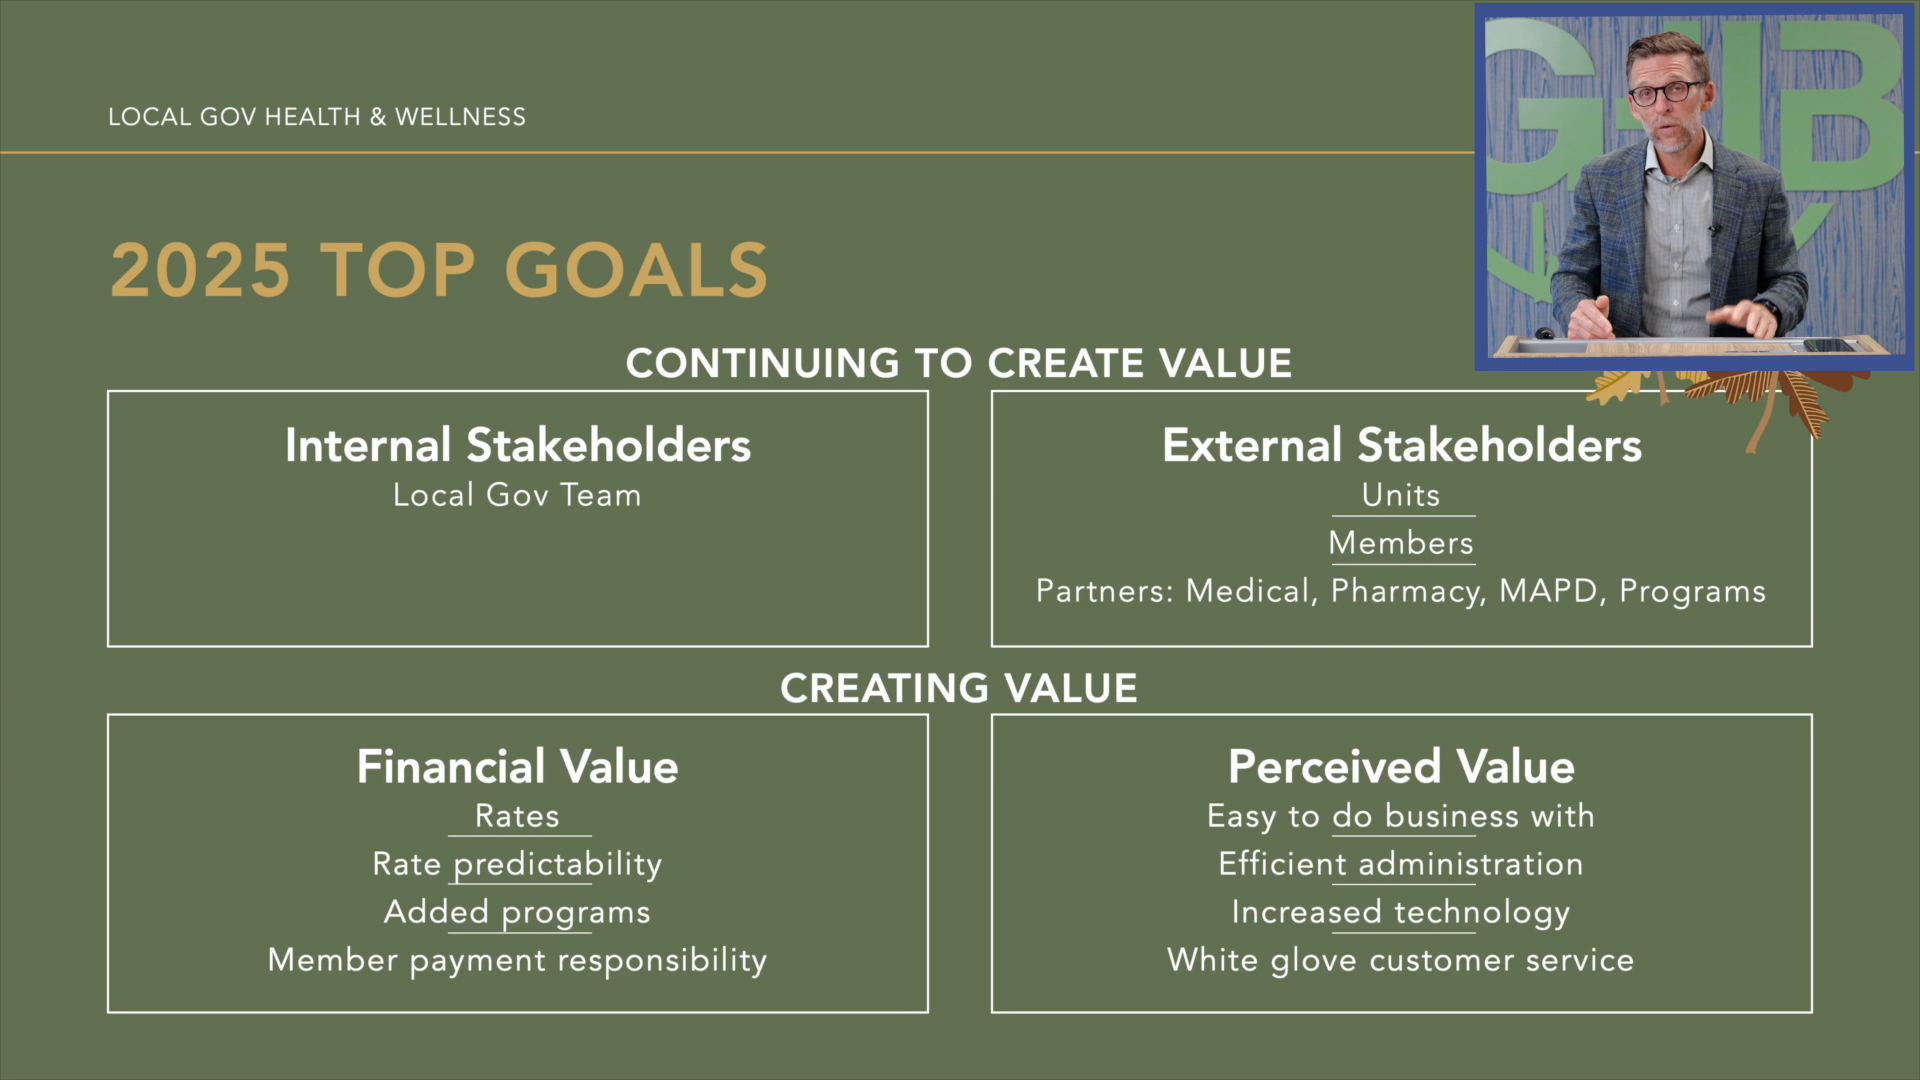 LOCAL GOV HEALTH & WELLNESS
2025 TOP GOALS
CONTINUING TO CREATE VALUE
Internal Stakeholders
Local Gov Team
External Stakeholders
Units
Members
Partners: Medical, Pharmacy, MAPD, Programs
CREATING VALUE
Financial Value
Rates
Rate predictability
Added programs
Member payment responsibility
Perceived Value
Easy to do business with
Efficient administration
Increased technology
White glove customer service